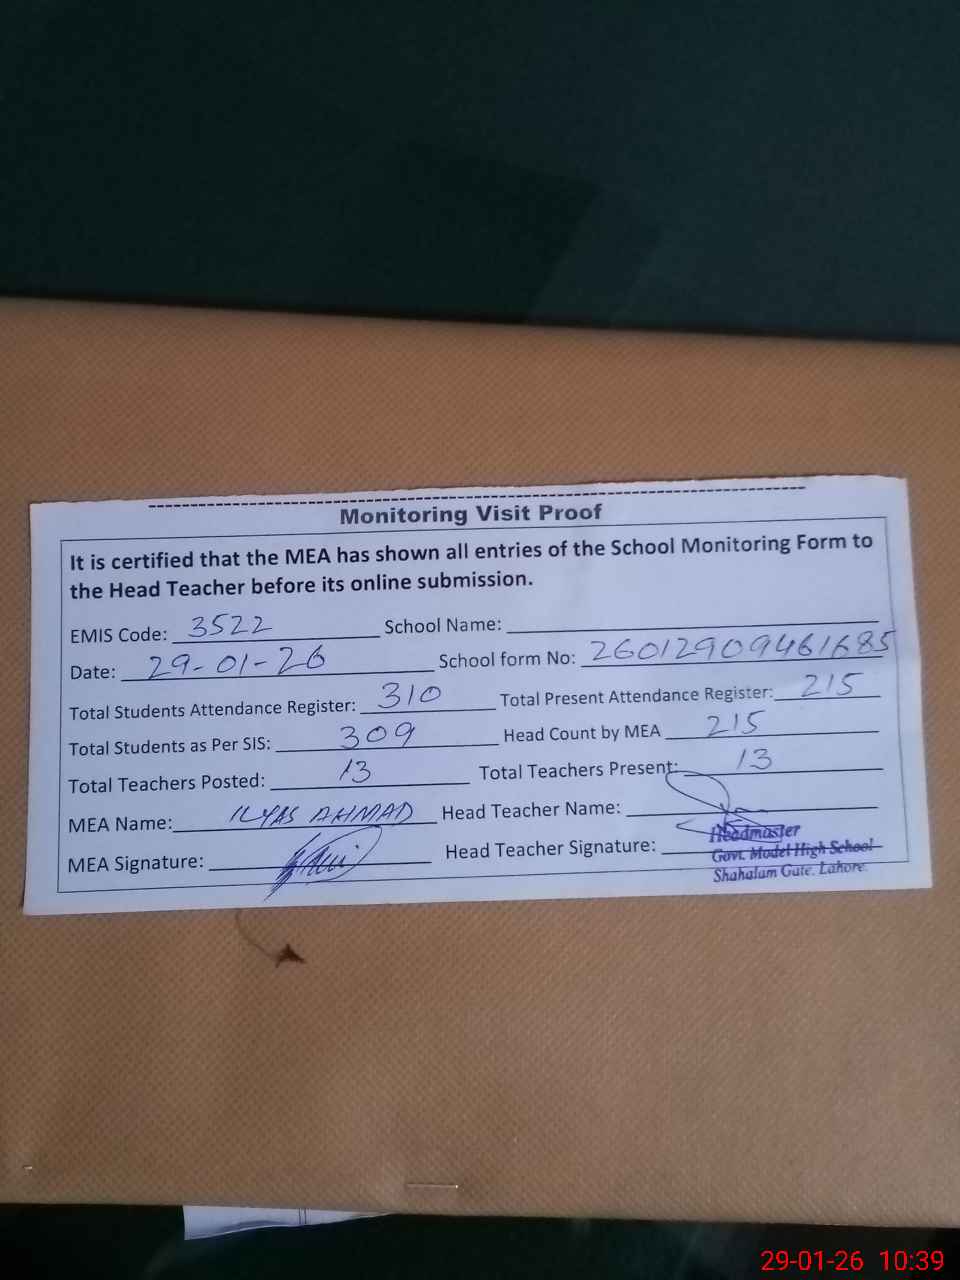 Monitoring Visit Proof
It is certified that the MEA has shown all entries of the School Monitoring Form to
the Head Teacher before its online submission.
EMIS Code: 3522 School Name:
Date: 29-01-26 School form No: 26012909461685
Total Students Attendance Register: 310 Total Present Attendance Register: 215
Total Students as Per SIS: 309 Head Count by MEA 215
Total Teachers Posted: 13 Total Teachers Present: 13
MEA Name: ILYAS AHMAD Head Teacher Name:
MEA Signature: Head Teacher Signature:
Headmaster
Govt. Model High School
Shahalam Gate, Lahore.
29-01-26 10:39